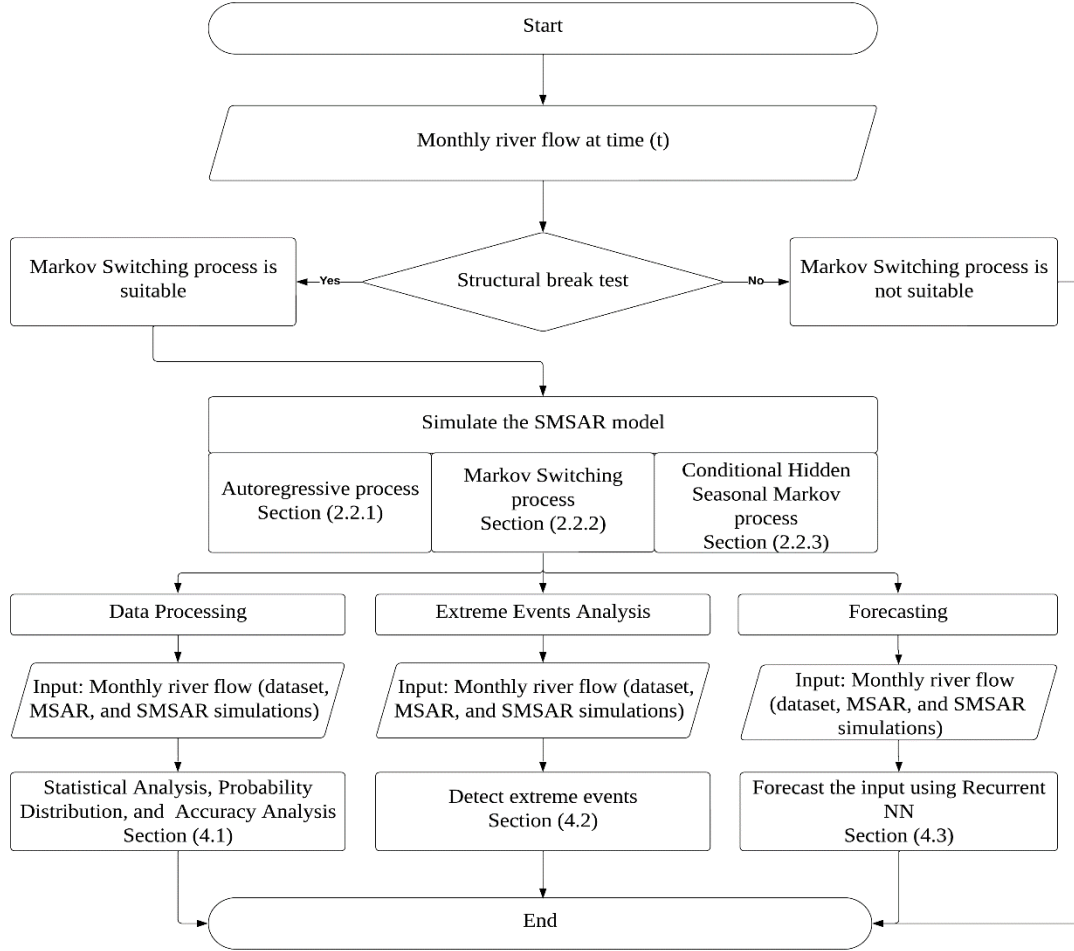 Start
Monthly river flow at time (t)
Markov Switching process is
suitable
Yes
Structural break test
No
Markov Switching process is
not suitable
Simulate the SMSAR model
Autoregressive process
Section (2.2.1)
Markov Switching
process
Section (2.2.2)
Conditional Hidden
Seasonal Markov
process
Section (2.2.3)
Data Processing
Extreme Events Analysis
Forecasting
Input: Monthly river flow (dataset,
MSAR, and SMSAR simulations)
Input: Monthly river flow (dataset,
MSAR, and SMSAR simulations)
Input: Monthly river flow
(dataset, MSAR, and SMSAR
simulations)
Statistical Analysis, Probability
Distribution, and Accuracy Analysis
Section (4.1)
Detect extreme events
Section (4.2)
Forecast the input using Recurrent
NN
Section (4.3)
End